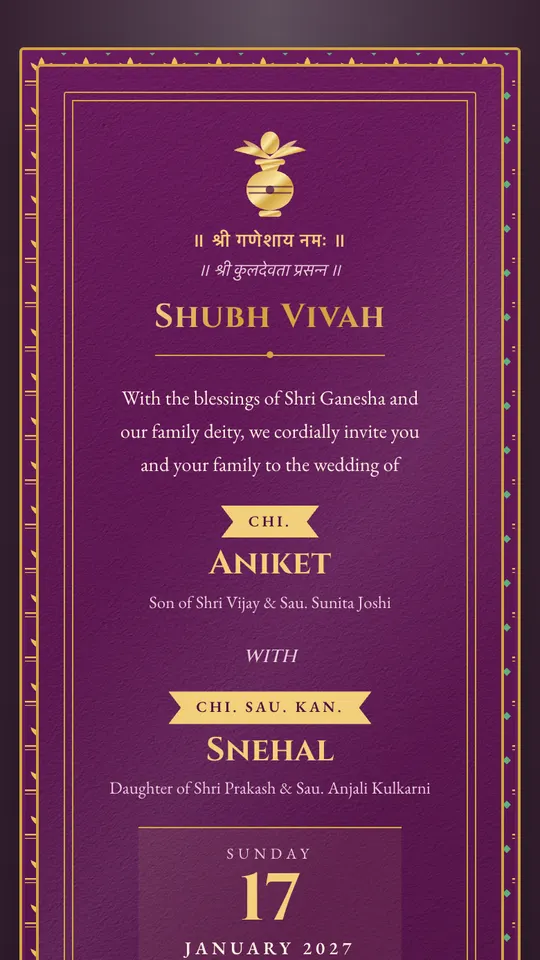 ॥ श्री गणेशाय नमः ॥
॥ श्री कुलदेवता प्रसन्न ॥
Shubh Vivah
With the blessings of Shri Ganesha and
our family deity, we cordially invite you
and your family to the wedding of
CHI.
Aniket
Son of Shri Vijay & Sau. Sunita Joshi
WITH
CHI. SAU. KAN.
Snehal
Daughter of Shri Prakash & Sau. Anjali Kulkarni
SUNDAY
17
JANUARY 2027